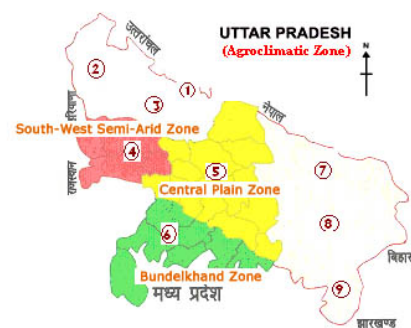 UTTAR PRADESH
(Agroclimatic Zone)
N
उत्तरांचल
2
1
3
हरियाणा
नेपाल
South-West Semi-Arid Zone
4
राजस्थान
5
7
Central Plain Zone
8
6
बिहार
Bundelkhand Zone
9
मध्य प्रदेश
झारखण्ड